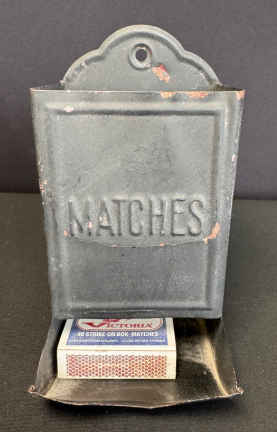 MATCHES
VICTORIA
40 STRIKE-ON-BOX MATCHES